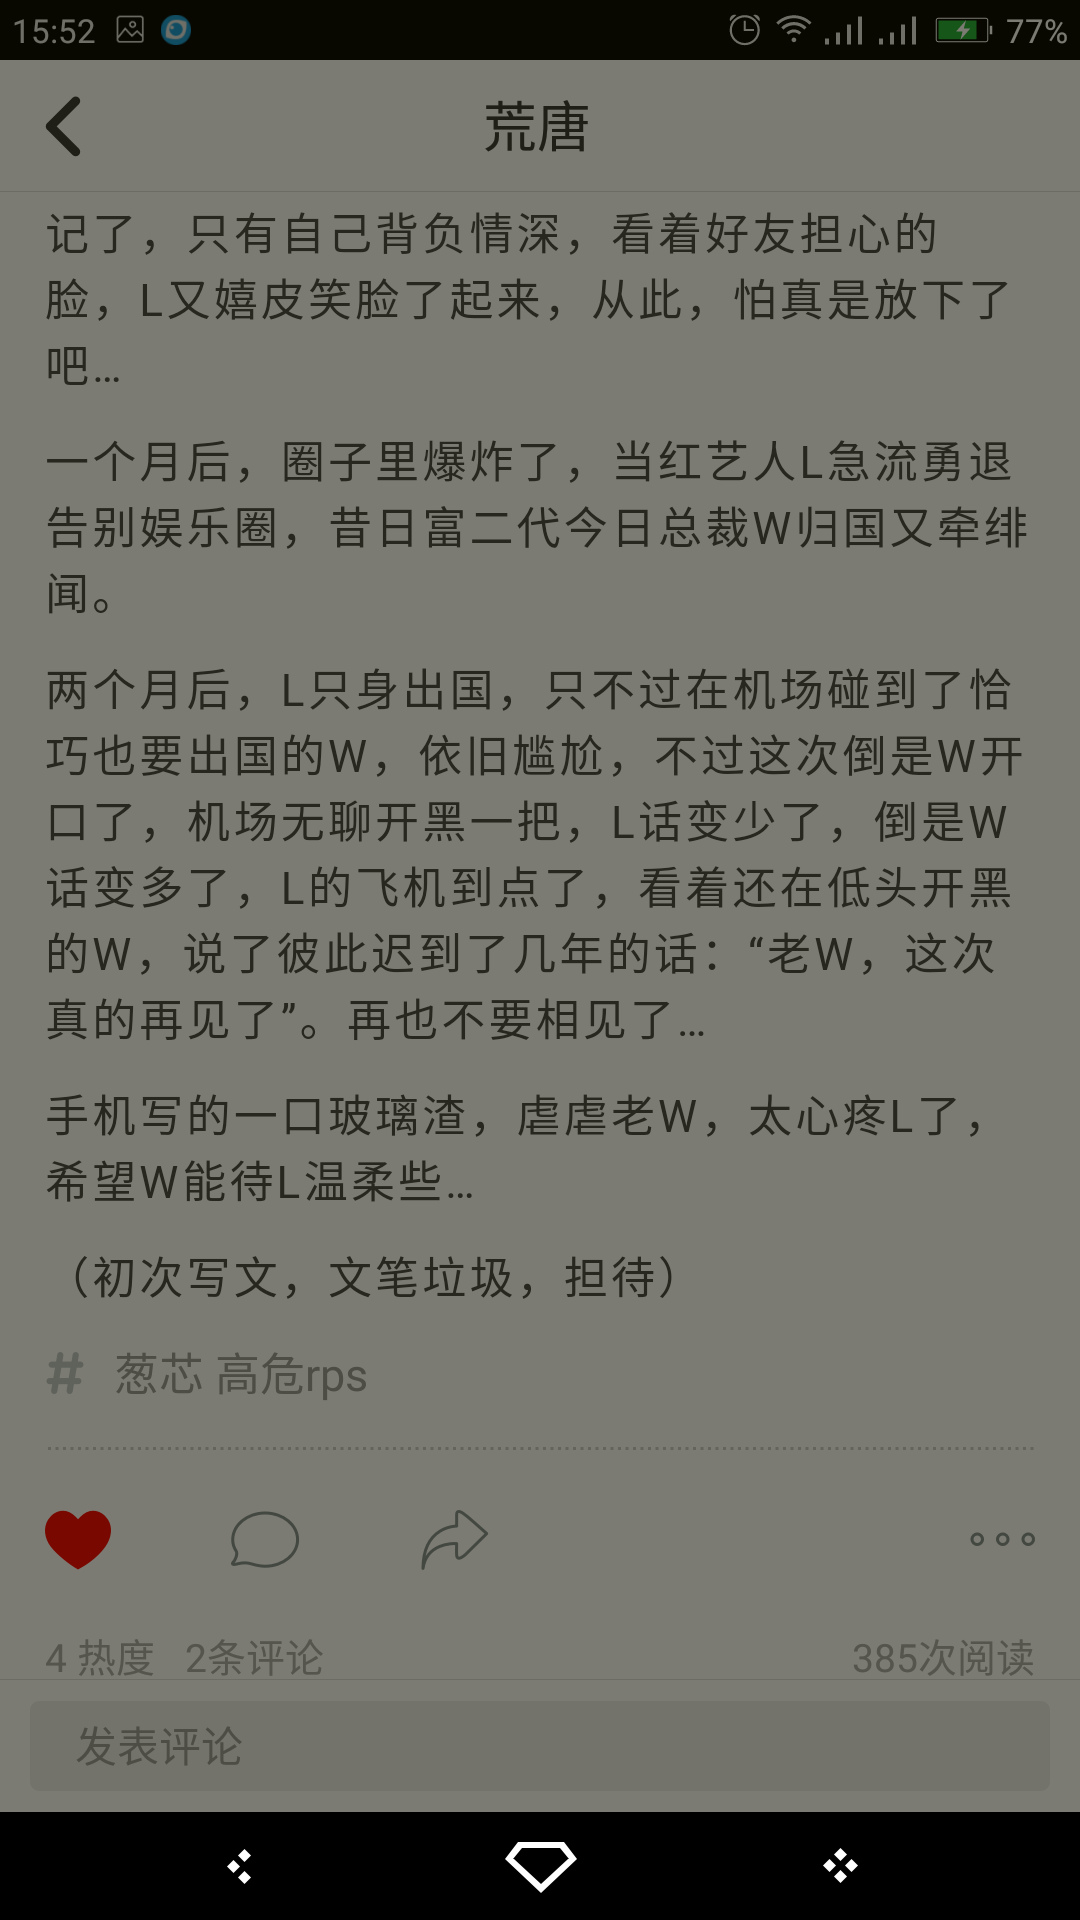 15:52
77%
荒唐
记了，只有自己背负情深，看着好友担心的
脸，L又嬉皮笑脸了起来，从此，怕真是放下了
吧…
一个月后，圈子里爆炸了，当红艺人L急流勇退
告别娱乐圈，昔日富二代今日总裁W归国又牵绯
闻。
两个月后，L只身出国，只不过在机场碰到了恰
巧也要出国的W，依旧尴尬，不过这次倒是W开
口了，机场无聊开黑一把，L话变少了，倒是W
话变多了，L的飞机到点了，看着还在低头开黑
的W，说了彼此迟到了几年的话：“老W，这次
真的再见了”。再也不要相见了…
手机写的一口玻璃渣，虐虐老W，太心疼L了，
希望W能待L温柔些…
（初次写文，文笔垃圾，担待）
# 葱芯 高危rps
4 热度 2条评论
385次阅读
发表评论